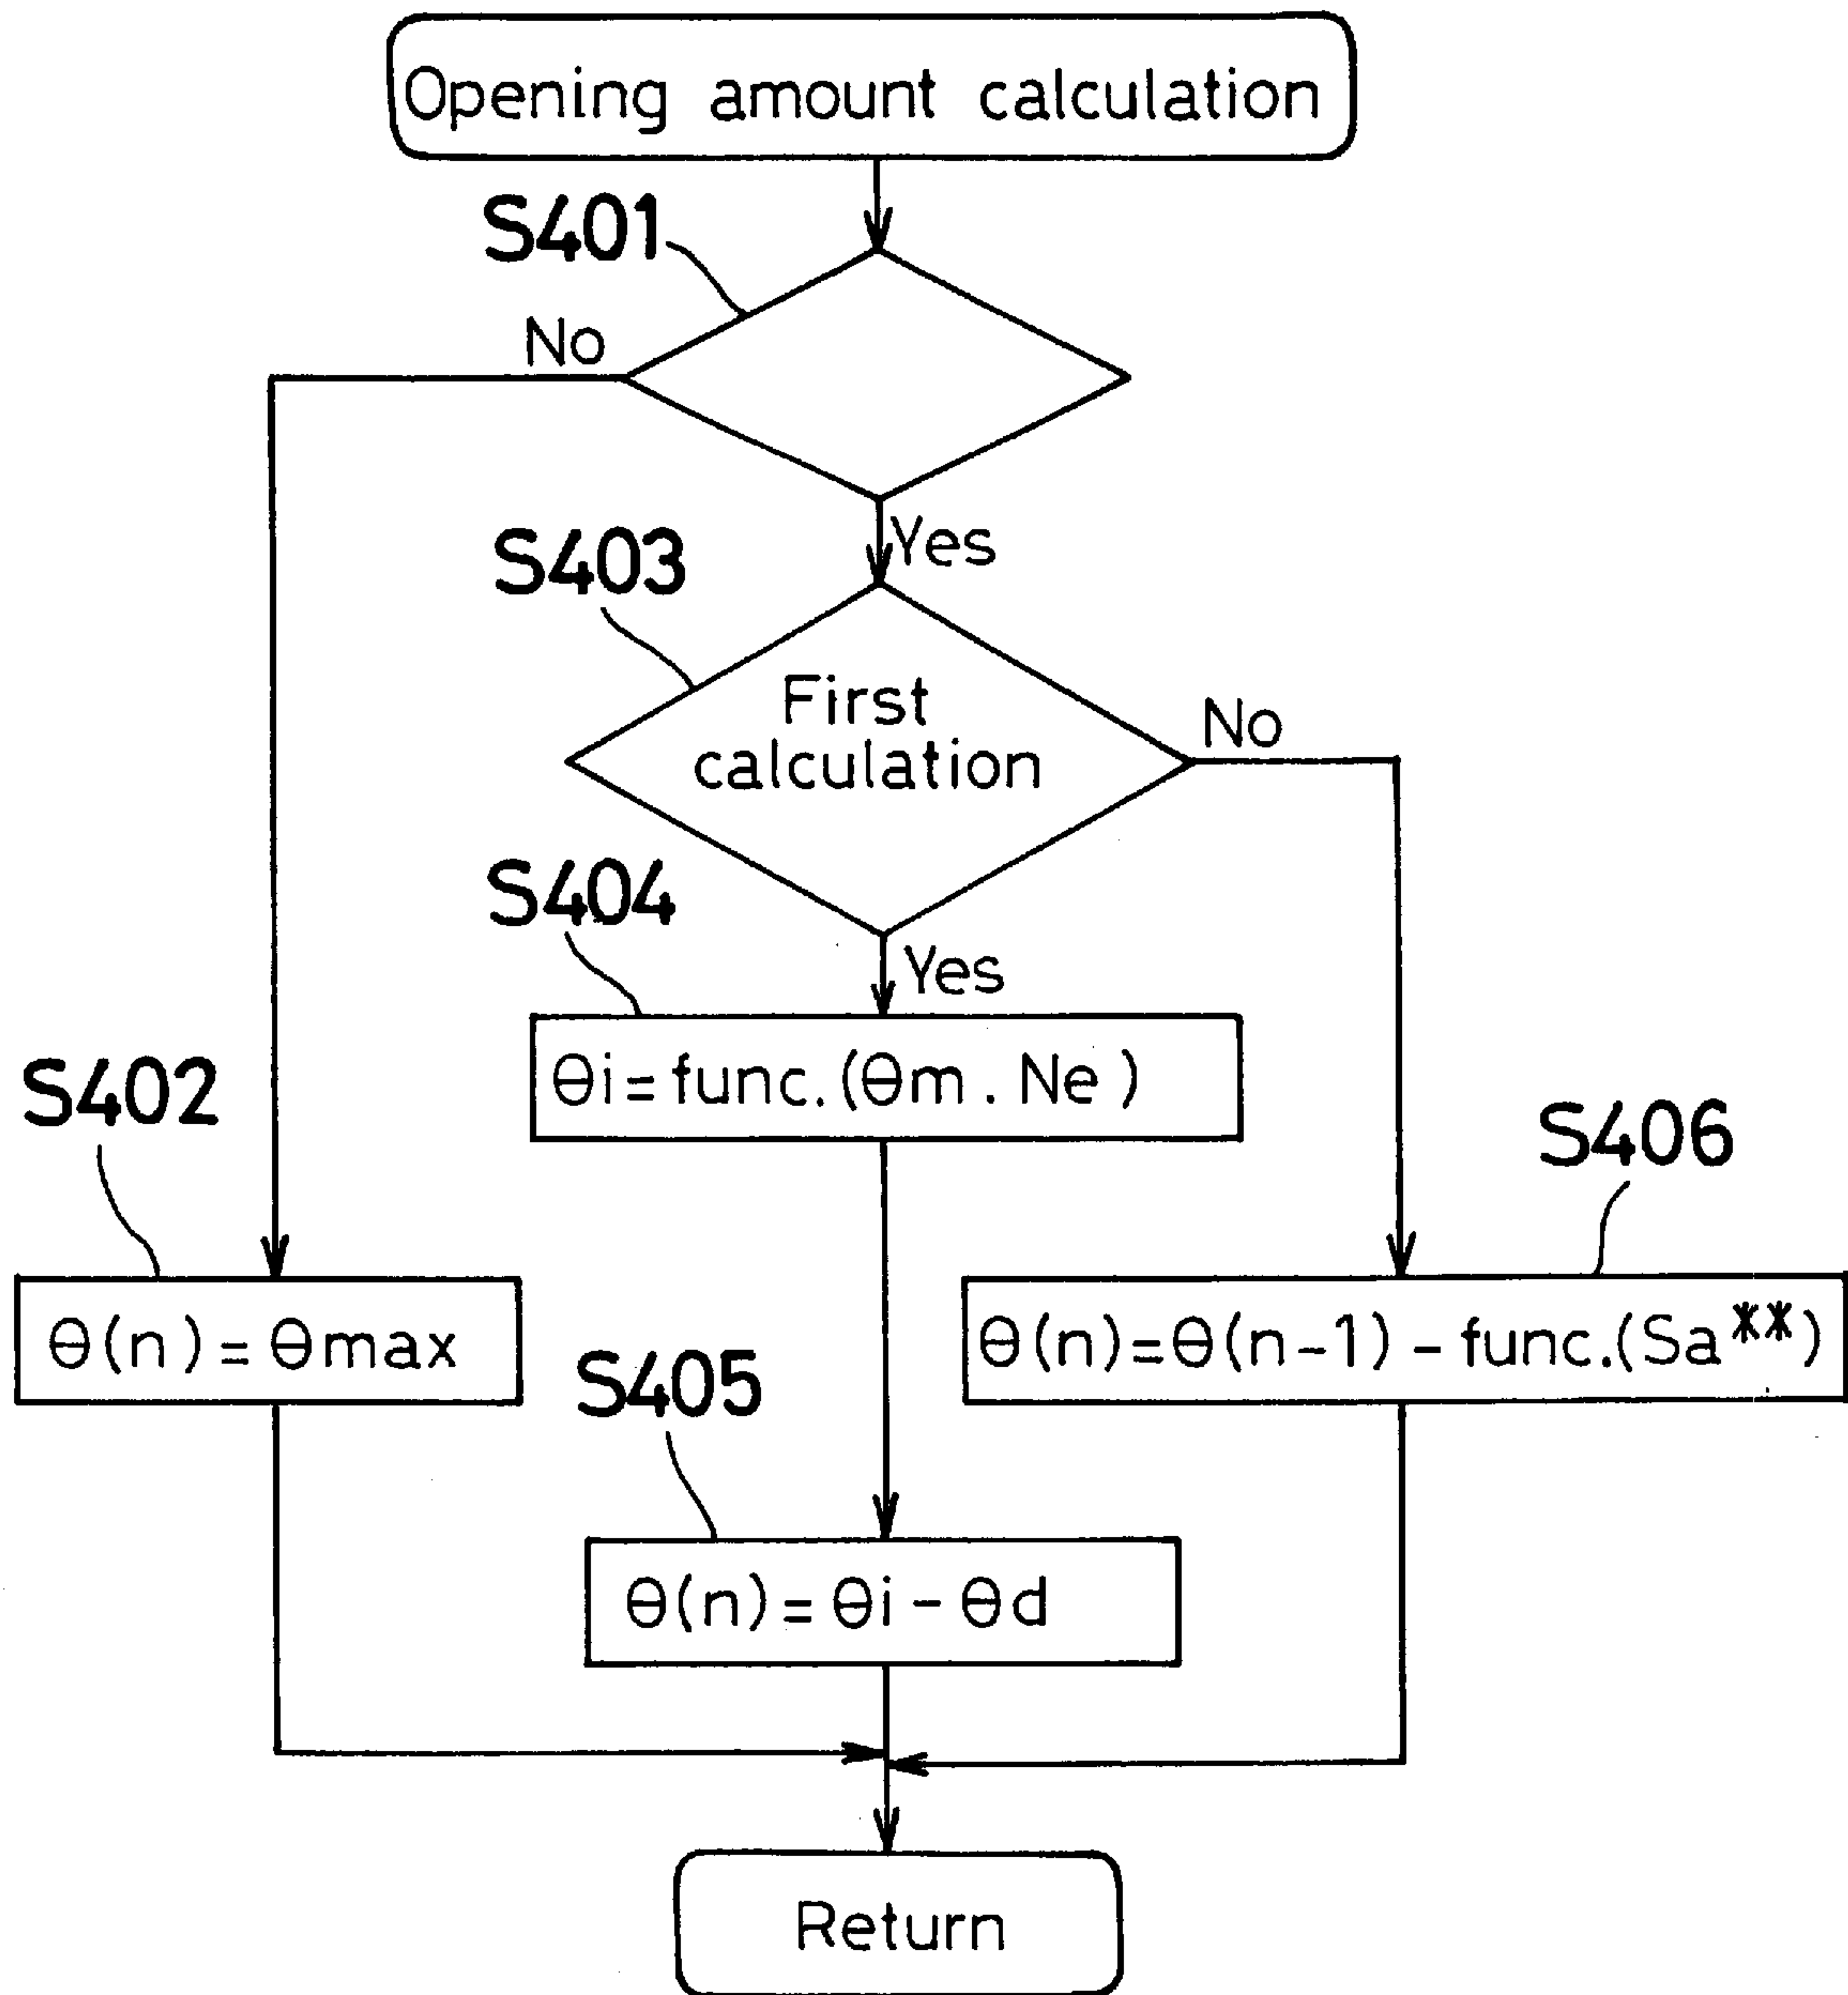 Opening amount calculation
S401
No
Yes
S403
First
calculation
No
S404
Yes
Θi = func. (Θm . Ne)
S402
S406
Θ(n) = Θmax
Θ(n) = Θ(n-1) - func. (Sa**)
S405
Θ(n) = Θi - Θd
Return